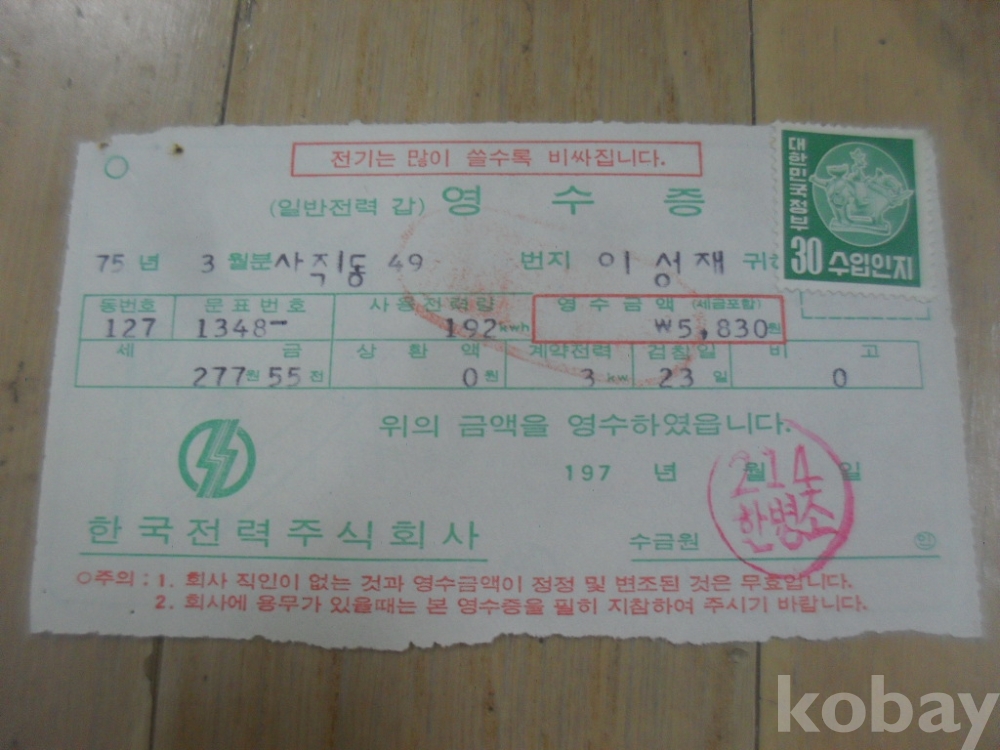 전기는 많이 쓸수록 비싸집니다.
(일반전력 갑) 영 수 증
대한민국정부
30 수입인지
75 년 3 월분 사직동 49 번지 이 성 재 귀하
동번호 문표번호 사용전력량 영수금액 (세금포함)
127 1348- 192 kwh ₩5,830 원
세 금 상 환 액 계약전력 검침일 비 고
277 원 55 전 0 원 3 kw 23 일 0
위의 금액을 영수하였읍니다.
197 년 월 일
214
한병조
한국전력주식회사 수금원 인
○주의 : 1. 회사 직인이 없는 것과 영수금액이 정정 및 변조된 것은 무효입니다.
2. 회사에 용무가 있을때는 본 영수증을 필히 지참하여 주시기 바랍니다.
kobay